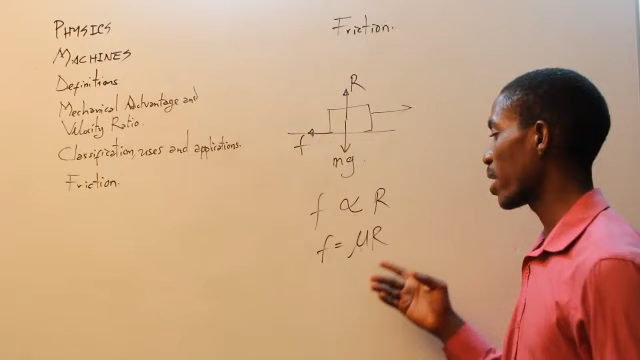 PHYSICS
MACHINES
Definitions
Mechanical Advantage and
Velocity Ratio
Classification, uses and applications.
Friction.
Friction.
R
f
mg
f ∝ R
f = μR